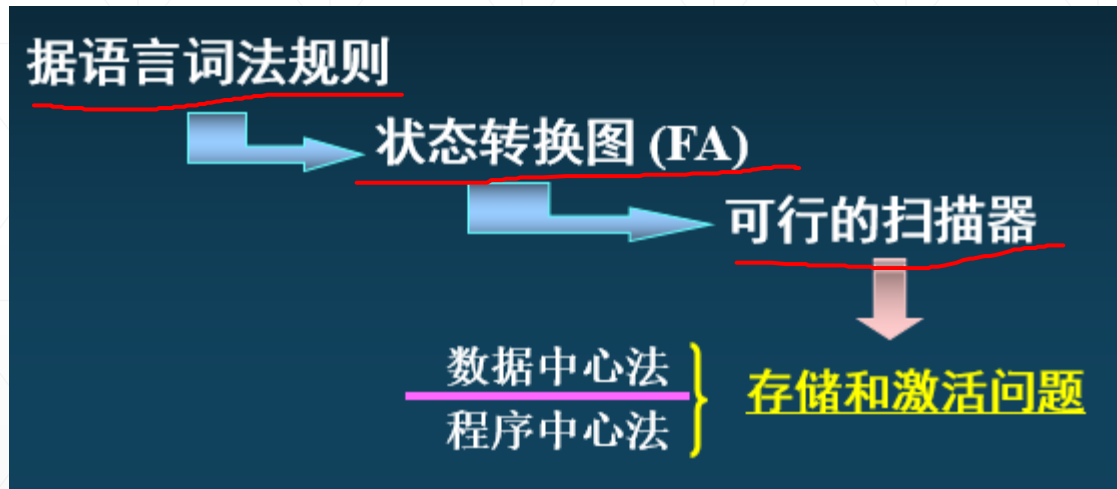 据语言词法规则
状态转换图 (FA)
可行的扫描器
数据中心法
程序中心法
存储和激活问题